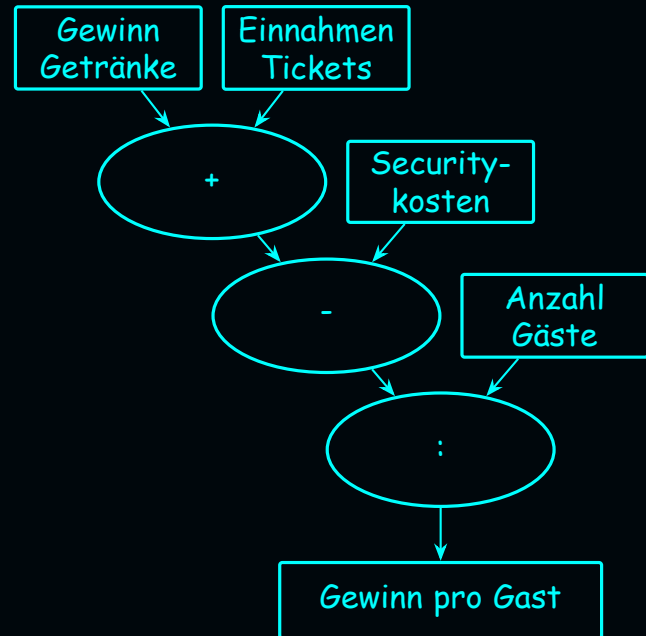 Gewinn
Getränke
Einnahmen
Tickets
+
Security-
kosten
-
Anzahl
Gäste
:
Gewinn pro Gast